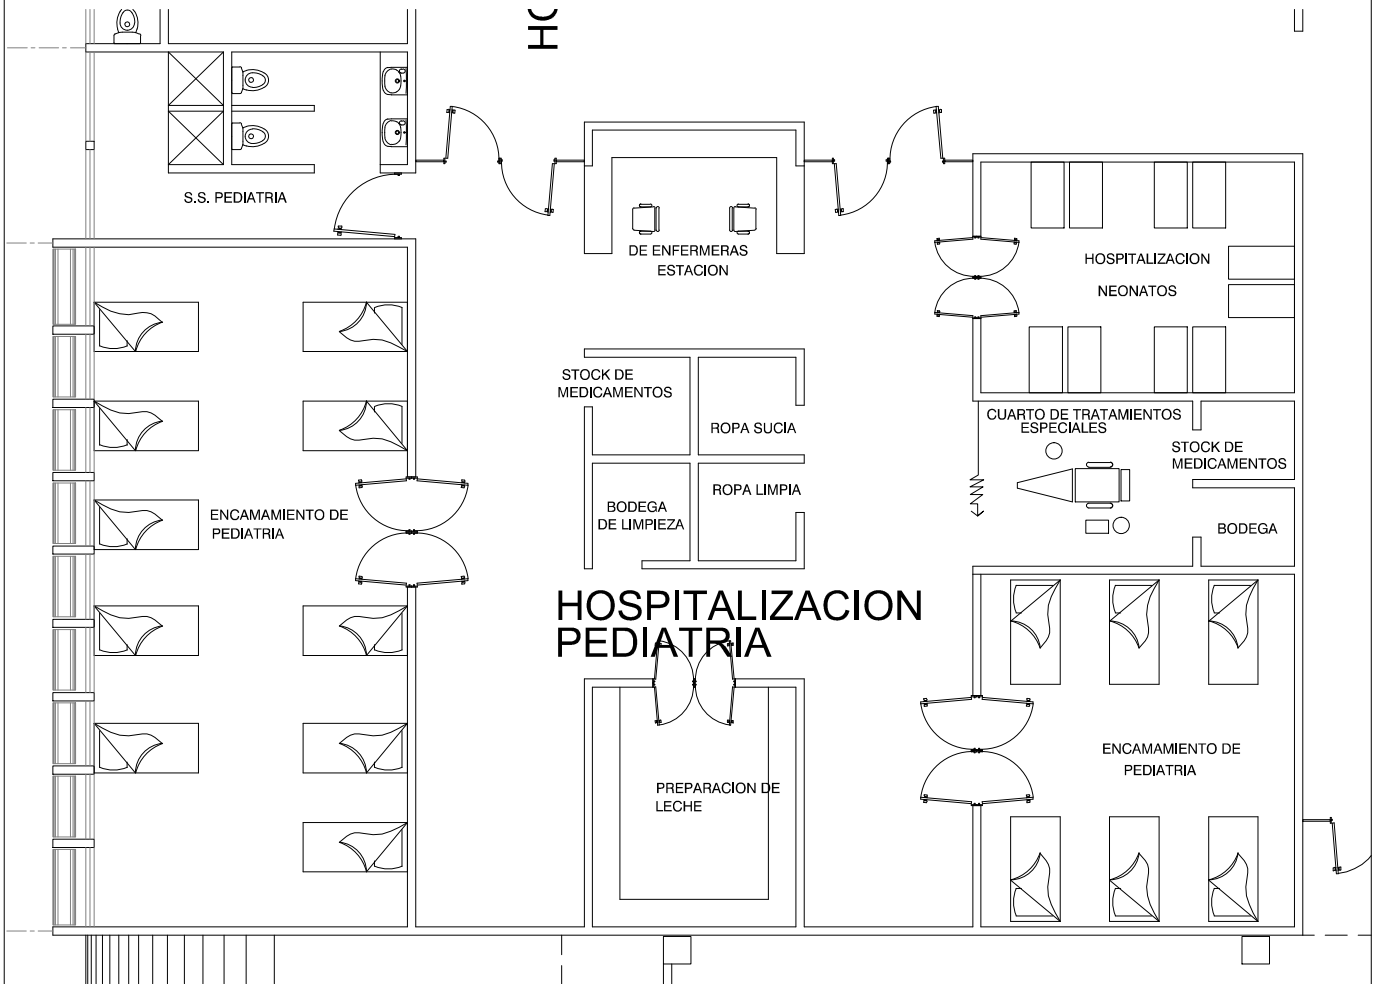 HO
S.S. PEDIATRIA
DE ENFERMERAS
ESTACION
HOSPITALIZACION
NEONATOS
STOCK DE
MEDICAMENTOS
ROPA SUCIA
CUARTO DE TRATAMIENTOS
ESPECIALES
STOCK DE
MEDICAMENTOS
ENCAMAMIENTO DE
PEDIATRIA
BODEGA
DE LIMPIEZA
ROPA LIMPIA
BODEGA
HOSPITALIZACION
PEDIATRIA
PREPARACION DE
LECHE
ENCAMAMIENTO DE
PEDIATRIA